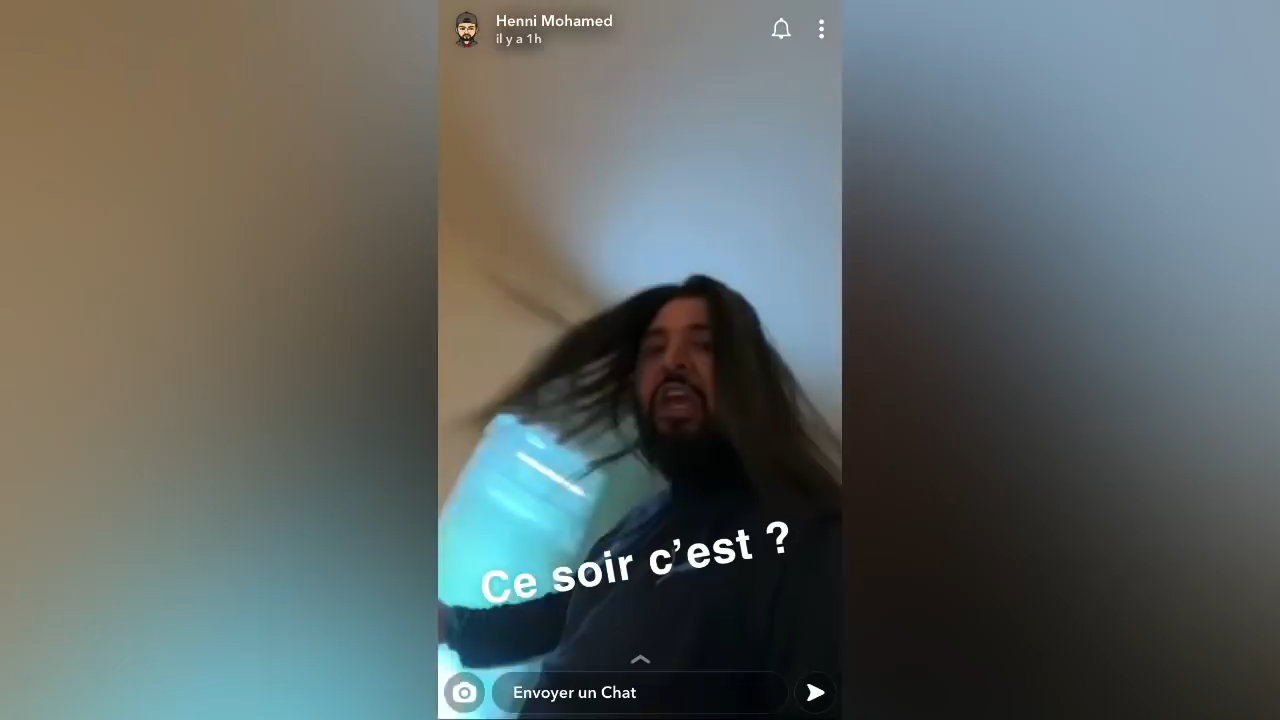 Henni Mohamed
il y a 1h
Ce soir c’est ?
Envoyer un Chat